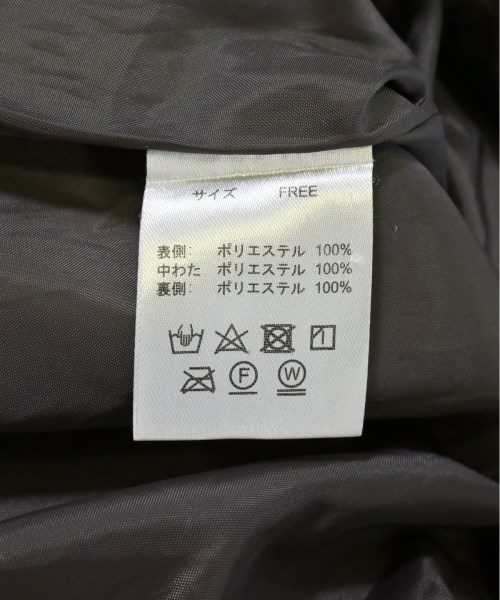 サイズ FREE
表側: ポリエステル 100%
中わた ポリエステル 100%
裏側: ポリエステル 100%
F W